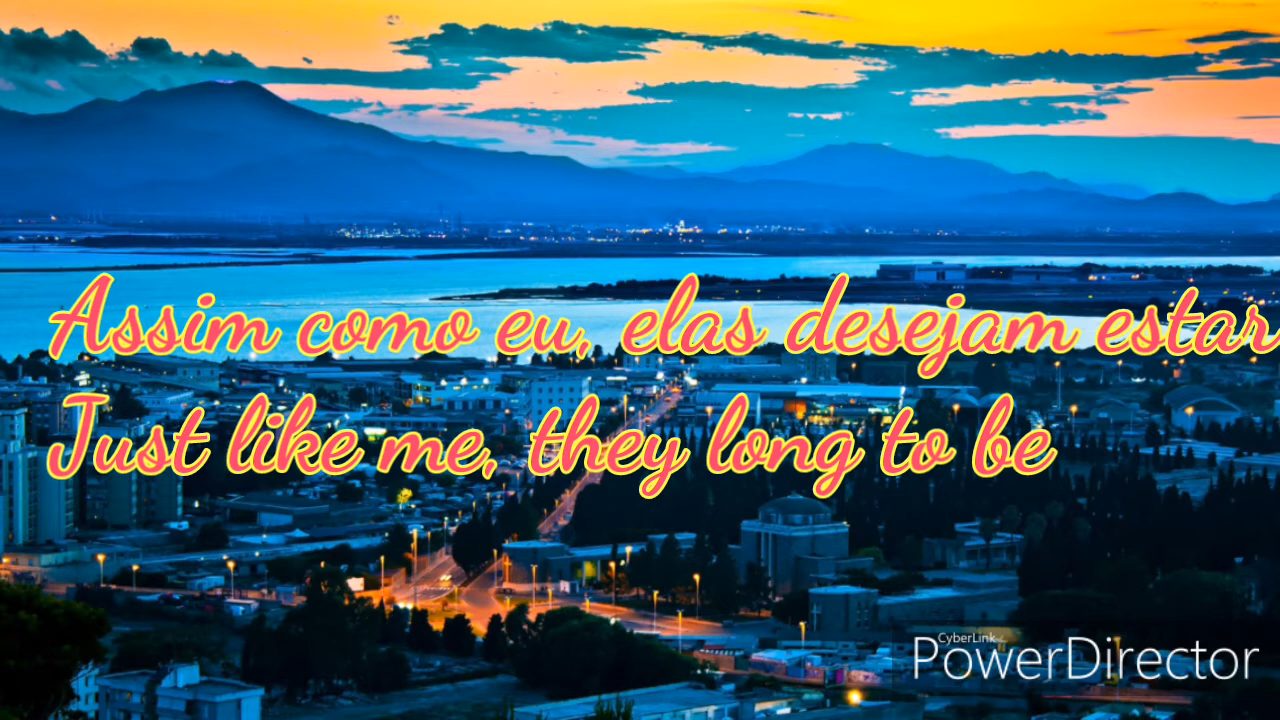 Assim como eu, elas desejam estar
Just like me, they long to be
CyberLink
PowerDirector